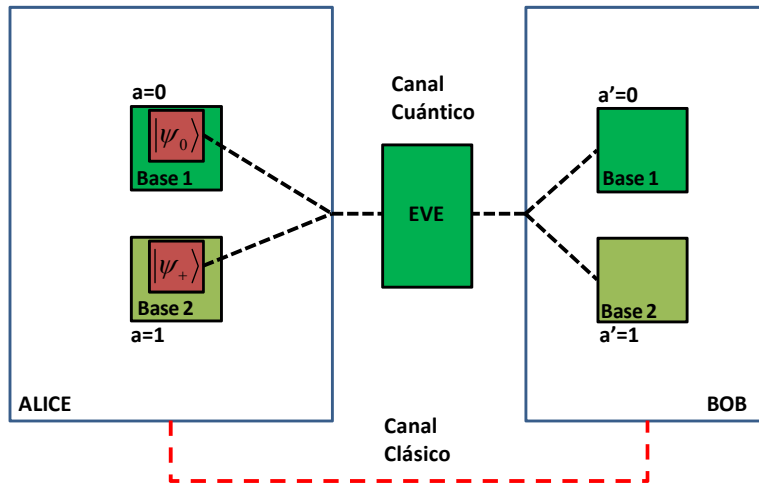 a=0
|ψ₀⟩
Base 1
|ψ₊⟩
Base 2
a=1
ALICE
Canal
Cuántico
EVE
Canal
Clásico
a’=0
Base 1
Base 2
a’=1
BOB